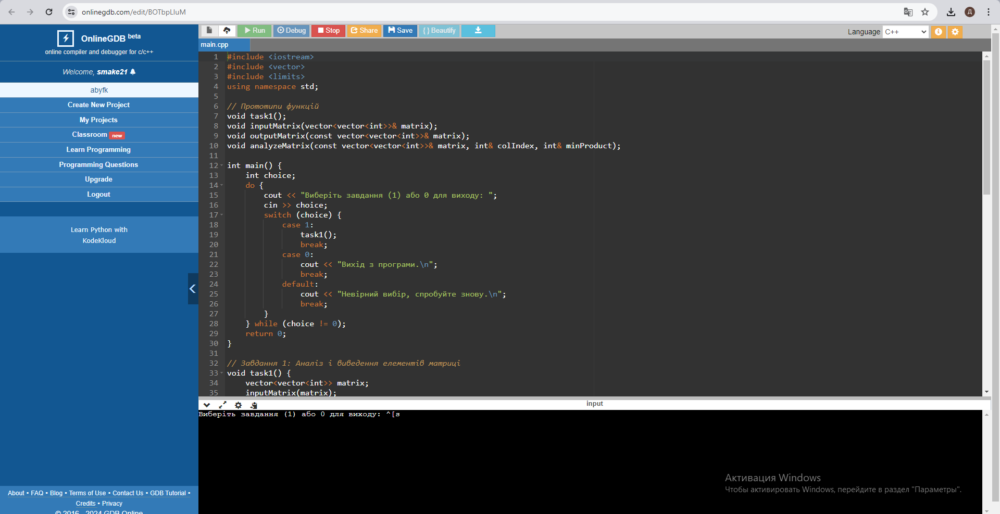 onlinegdb.com/edit/BOTbpLIuM
Д
OnlineGDB beta
online compiler and debugger for c/c++
Welcome, smake21
abyfk
Create New Project
My Projects
Classroom new
Learn Programming
Programming Questions
Upgrade
Logout
Learn Python with
KodeKloud
About • FAQ • Blog • Terms of Use • Contact Us • GDB Tutorial •
Credits • Privacy
© 2016 - 2024 GDB Online
Run Debug Stop Share Save { } Beautify
Language C++
main.cpp
1 #include <iostream>
2 #include <vector>
3 #include <limits>
4 using namespace std;
5
6 // Прототипи функцій
7 void task1();
8 void inputMatrix(vector<vector<int>>& matrix);
9 void outputMatrix(const vector<vector<int>>& matrix);
10 void analyzeMatrix(const vector<vector<int>>& matrix, int& colIndex, int& minProduct);
11
12 int main() {
13 int choice;
14 do {
15 cout << "Виберіть завдання (1) або 0 для виходу: ";
16 cin >> choice;
17 switch (choice) {
18 case 1:
19 task1();
20 break;
21 case 0:
22 cout << "Вихід з програми.\n";
23 break;
24 default:
25 cout << "Невірний вибір, спробуйте знову.\n";
26 break;
27 }
28 } while (choice != 0);
29 return 0;
30 }
31
32 // Завдання 1: Аналіз і виведення елементів матриці
33 void task1() {
34 vector<vector<int>> matrix;
35 inputMatrix(matrix);
input
Виберіть завдання (1) або 0 для виходу: ^[s
Активация Windows
Чтобы активировать Windows, перейдите в раздел "Параметры".